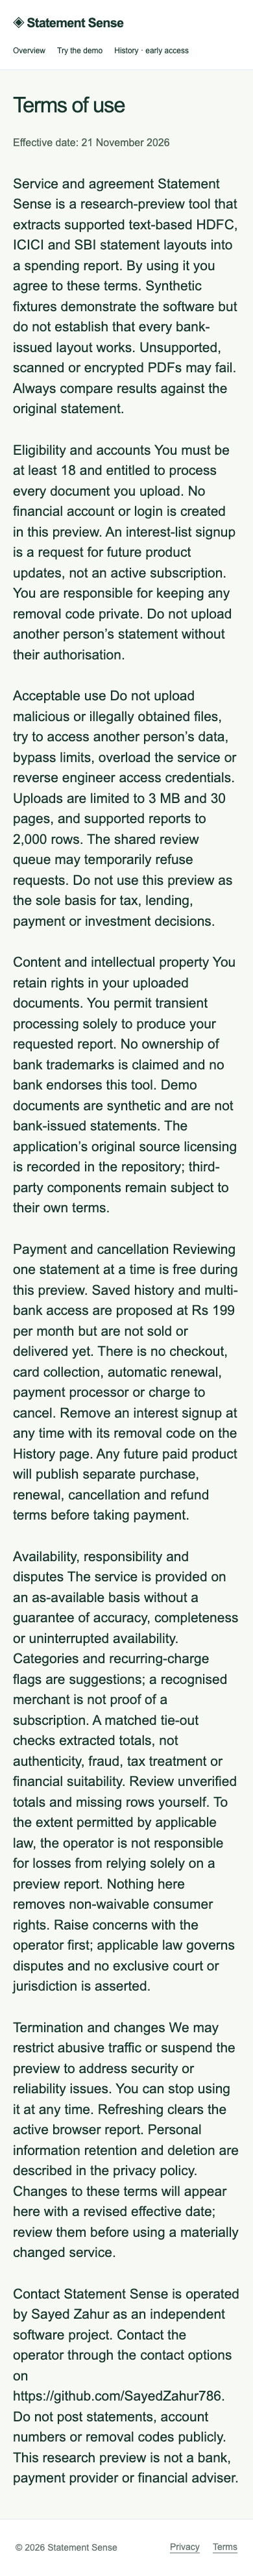 ◈ Statement Sense
Overview Try the demo History · early access
Terms of use
Effective date: 21 November 2026
Service and agreement Statement
Sense is a research-preview tool that
extracts supported text-based HDFC,
ICICI and SBI statement layouts into
a spending report. By using it you
agree to these terms. Synthetic
fixtures demonstrate the software but
do not establish that every bank-
issued layout works. Unsupported,
scanned or encrypted PDFs may fail.
Always compare results against the
original statement.
Eligibility and accounts You must be
at least 18 and entitled to process
every document you upload. No
financial account or login is created
in this preview. An interest-list signup
is a request for future product
updates, not an active subscription.
You are responsible for keeping any
removal code private. Do not upload
another person’s statement without
their authorisation.
Acceptable use Do not upload
malicious or illegally obtained files,
try to access another person’s data,
bypass limits, overload the service or
reverse engineer access credentials.
Uploads are limited to 3 MB and 30
pages, and supported reports to
2,000 rows. The shared review
queue may temporarily refuse
requests. Do not use this preview as
the sole basis for tax, lending,
payment or investment decisions.
Content and intellectual property You
retain rights in your uploaded
documents. You permit transient
processing solely to produce your
requested report. No ownership of
bank trademarks is claimed and no
bank endorses this tool. Demo
documents are synthetic and are not
bank-issued statements. The
application’s original source licensing
is recorded in the repository; third-
party components remain subject to
their own terms.
Payment and cancellation Reviewing
one statement at a time is free during
this preview. Saved history and multi-
bank access are proposed at Rs 199
per month but are not sold or
delivered yet. There is no checkout,
card collection, automatic renewal,
payment processor or charge to
cancel. Remove an interest signup at
any time with its removal code on the
History page. Any future paid product
will publish separate purchase,
renewal, cancellation and refund
terms before taking payment.
Availability, responsibility and
disputes The service is provided on
an as-available basis without a
guarantee of accuracy, completeness
or uninterrupted availability.
Categories and recurring-charge
flags are suggestions; a recognised
merchant is not proof of a
subscription. A matched tie-out
checks extracted totals, not
authenticity, fraud, tax treatment or
financial suitability. Review unverified
totals and missing rows yourself. To
the extent permitted by applicable
law, the operator is not responsible
for losses from relying solely on a
preview report. Nothing here
removes non-waivable consumer
rights. Raise concerns with the
operator first; applicable law governs
disputes and no exclusive court or
jurisdiction is asserted.
Termination and changes We may
restrict abusive traffic or suspend the
preview to address security or
reliability issues. You can stop using
it at any time. Refreshing clears the
active browser report. Personal
information retention and deletion are
described in the privacy policy.
Changes to these terms will appear
here with a revised effective date;
review them before using a materially
changed service.
Contact Statement Sense is operated
by Sayed Zahur as an independent
software project. Contact the
operator through the contact options
on
https://github.com/SayedZahur786.
Do not post statements, account
numbers or removal codes publicly.
This research preview is not a bank,
payment provider or financial adviser.
© 2026 Statement Sense Privacy Terms